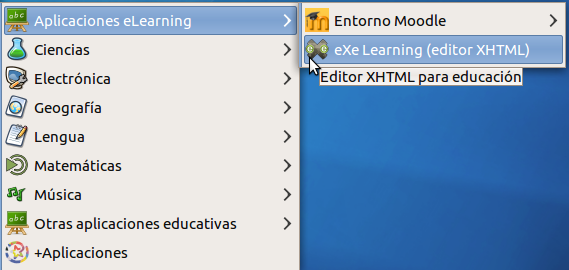 Aplicaciones eLearning
Ciencias
Electrónica
Geografía
Lengua
Matemáticas
Música
Otras aplicaciones educativas
+Aplicaciones
Entorno Moodle
eXe Learning (editor XHTML)
Editor XHTML para educación